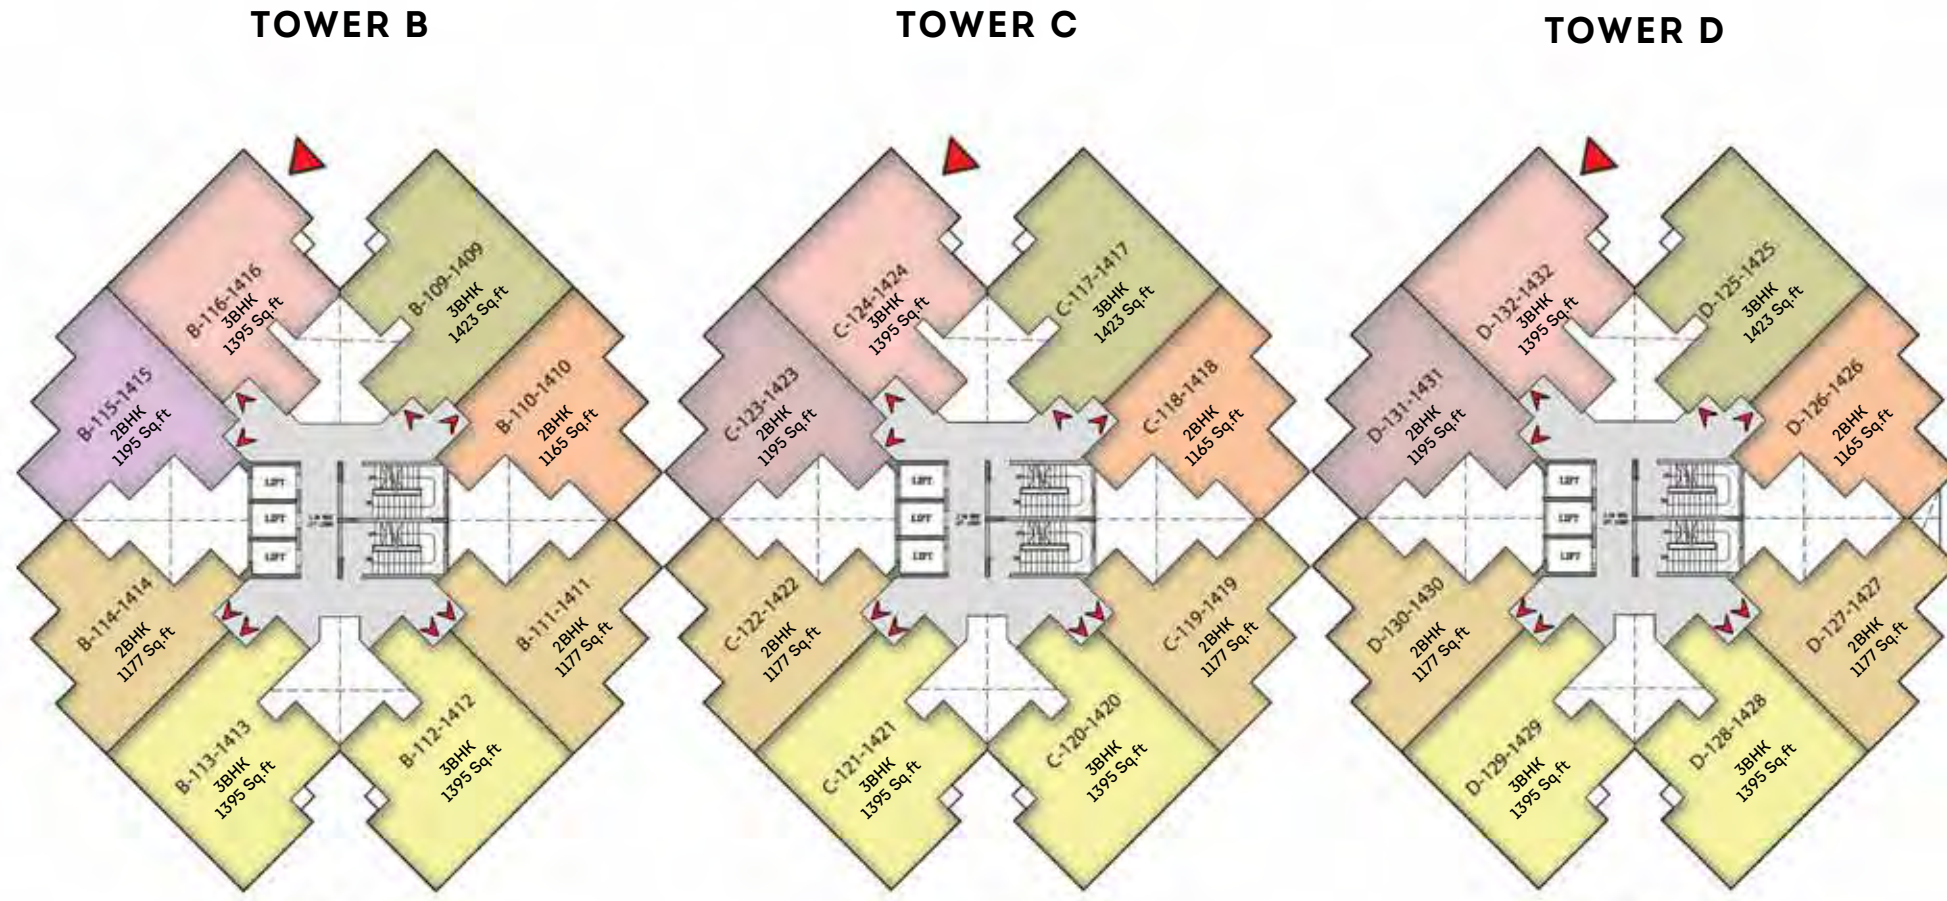 TOWER B
TOWER C
TOWER D
B-116-1416
3BHK
1395 Sq.ft
B-109-1409
3BHK
1423 Sq.ft
B-115-1415
2BHK
1195 Sq.ft
B-110-1410
2BHK
1165 Sq.ft
LIFT
LIFT
LIFT
B-114-1414
2BHK
1177 Sq.ft
B-111-1411
2BHK
1177 Sq.ft
B-113-1413
3BHK
1395 Sq.ft
B-112-1412
3BHK
1395 Sq.ft
C-124-1424
3BHK
1395 Sq.ft
C-117-1417
3BHK
1423 Sq.ft
C-123-1423
2BHK
1195 Sq.ft
C-118-1418
2BHK
1165 Sq.ft
LIFT
LIFT
LIFT
C-122-1422
2BHK
1177 Sq.ft
C-119-1419
2BHK
1177 Sq.ft
C-121-1421
3BHK
1395 Sq.ft
C-120-1420
3BHK
1395 Sq.ft
D-132-1432
3BHK
1395 Sq.ft
D-125-1425
3BHK
1423 Sq.ft
D-131-1431
2BHK
1195 Sq.ft
D-126-1426
2BHK
1165 Sq.ft
LIFT
LIFT
LIFT
D-130-1430
2BHK
1177 Sq.ft
D-127-1427
2BHK
1177 Sq.ft
D-129-1429
3BHK
1395 Sq.ft
D-128-1428
3BHK
1395 Sq.ft